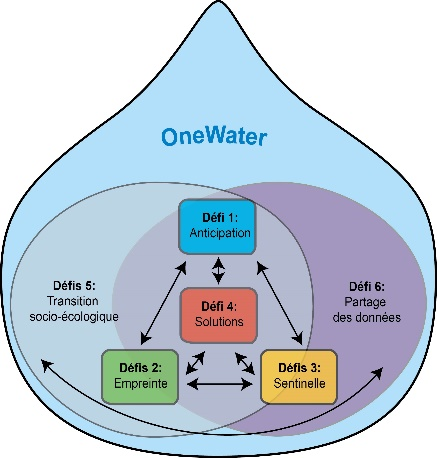 OneWater
Défi 1:
Anticipation
Défis 5:
Transition
socio-écologique
Défi 4:
Solutions
Défi 6:
Partage
des données
Défis 2:
Empreinte
Défis 3:
Sentinelle